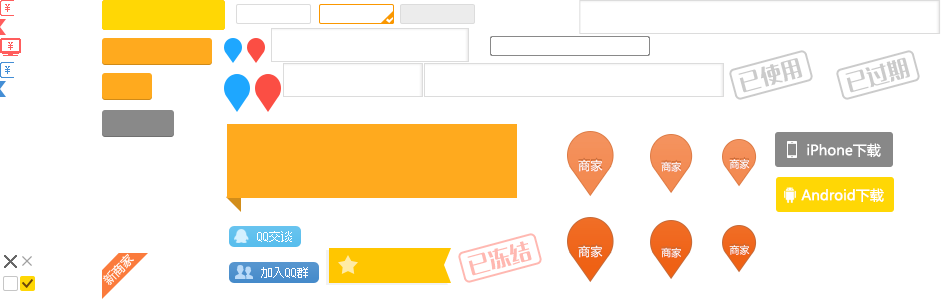 ¥
¥
¥
已使用
已过期
商家
商家
商家
iPhone下载
Android下载
QQ交谈
加入QQ群
已冻结
商家
商家
商家
新商家